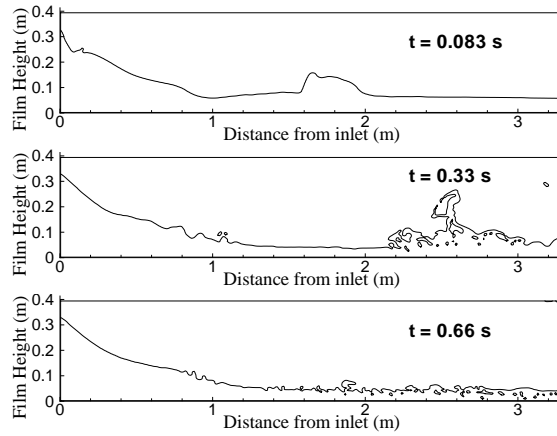 t = 0.083 s
Film Height (m)
0.4
0.3
0.2
0.1
0
0 1 2 3
Distance from inlet (m)
t = 0.33 s
Film Height (m)
0.4
0.3
0.2
0.1
0
0 1 2 3
Distance from inlet (m)
t = 0.66 s
Film Height (m)
0.4
0.3
0.2
0.1
0
0 1 2 3
Distance from inlet (m)